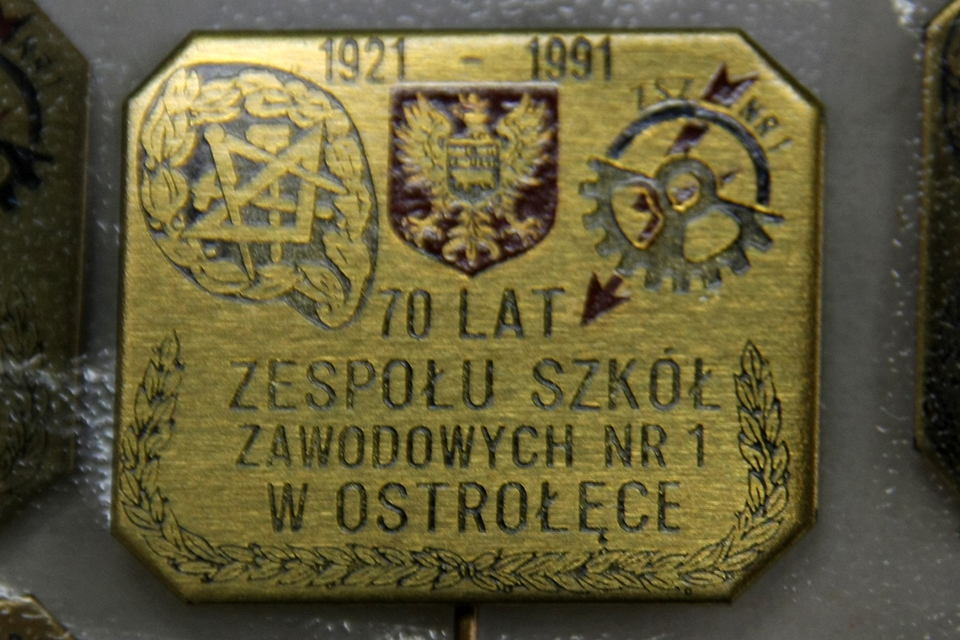 1921 - 1991
ZSZ NR 1
70 LAT
ZESPOŁU SZKÓŁ
ZAWODOWYCH NR 1
W OSTROŁĘCE